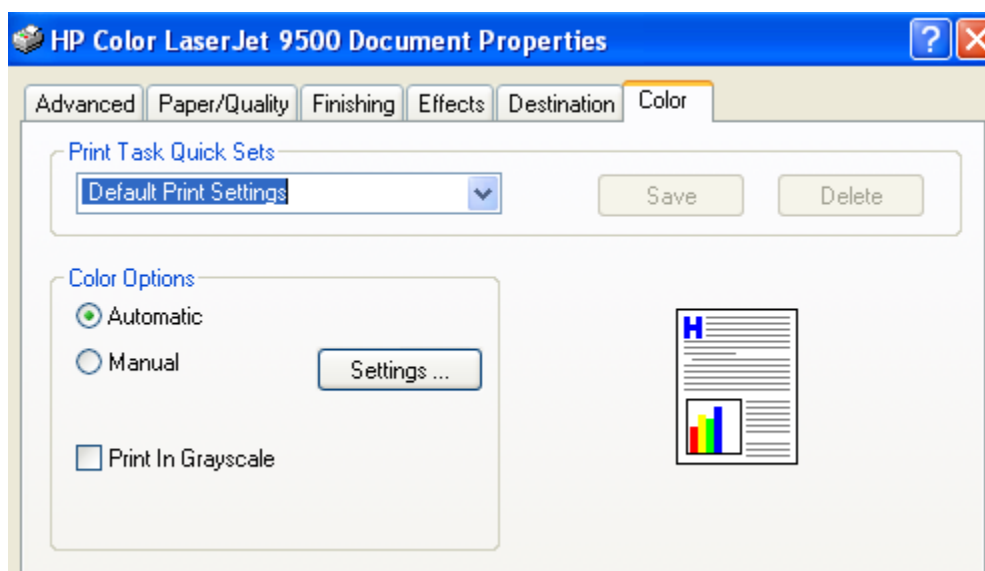 HP Color LaserJet 9500 Document Properties
Advanced Paper/Quality Finishing Effects Destination Color
Print Task Quick Sets
Default Print Settings Save Delete
Color Options
Automatic
Manual Settings ...
Print In Grayscale
H